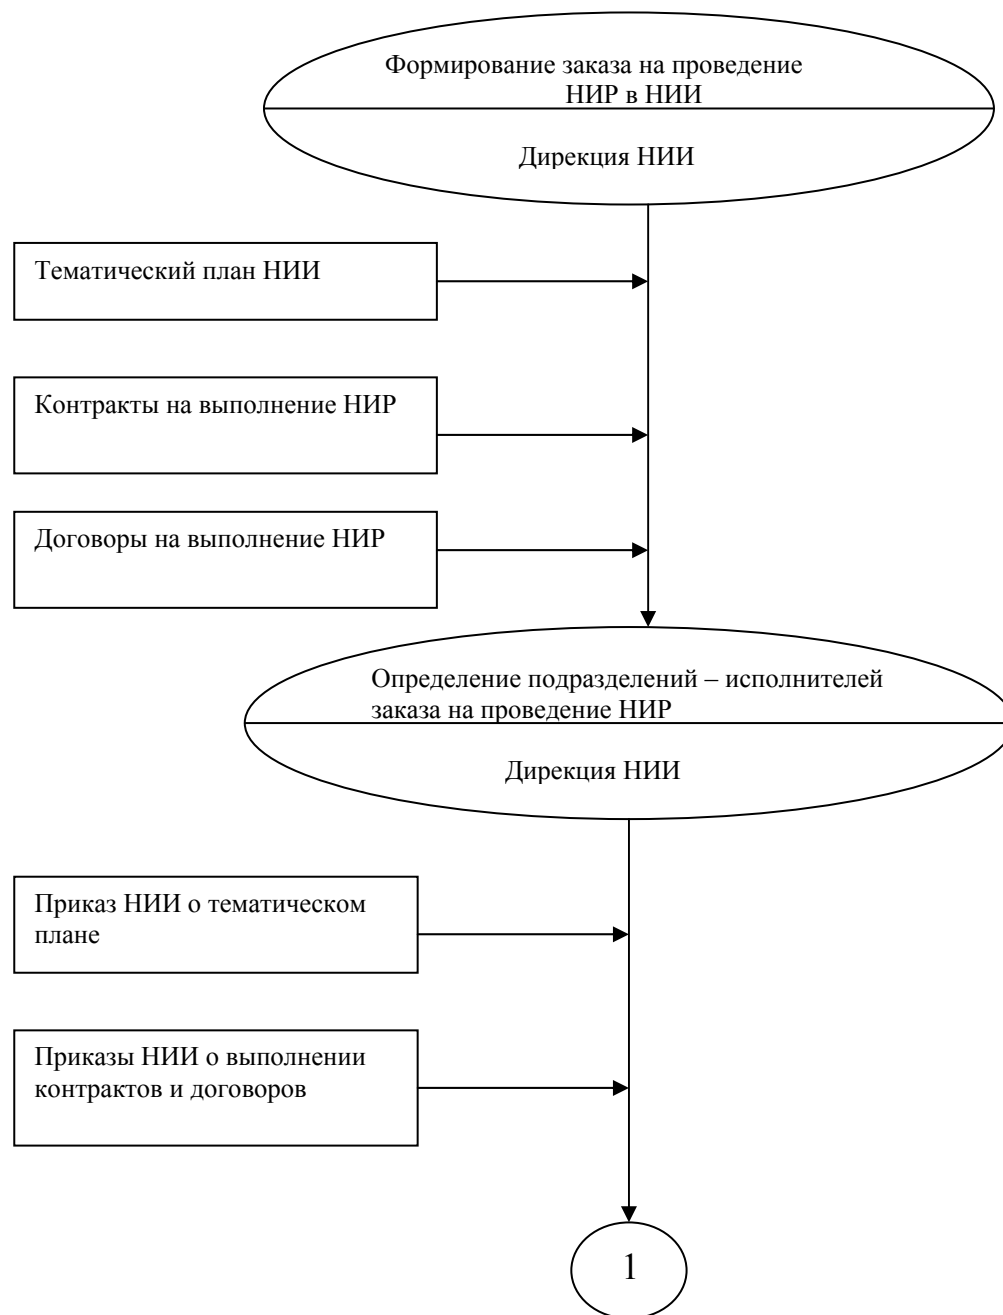 Формирование заказа на проведение
НИР в НИИ
Дирекция НИИ
Тематический план НИИ
Контракты на выполнение НИР
Договоры на выполнение НИР
Определение подразделений – исполнителей
заказа на проведение НИР
Дирекция НИИ
Приказ НИИ о тематическом
плане
Приказы НИИ о выполнении
контрактов и договоров
1